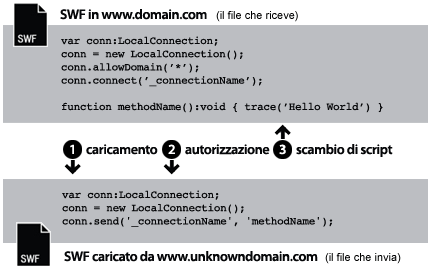 SWF
SWF in www.domain.com (il file che riceve)
var conn:LocalConnection;
conn = new LocalConnection();
conn.allowDomain('*');
conn.connect('_connectionName');
function methodName():void { trace('Hello World') }
1 caricamento 2 autorizzazione 3 scambio di script
var conn:LocalConnection;
conn = new LocalConnection();
conn.send('_connectionName', 'methodName');
SWF
SWF caricato da www.unknowndomain.com (il file che invia)